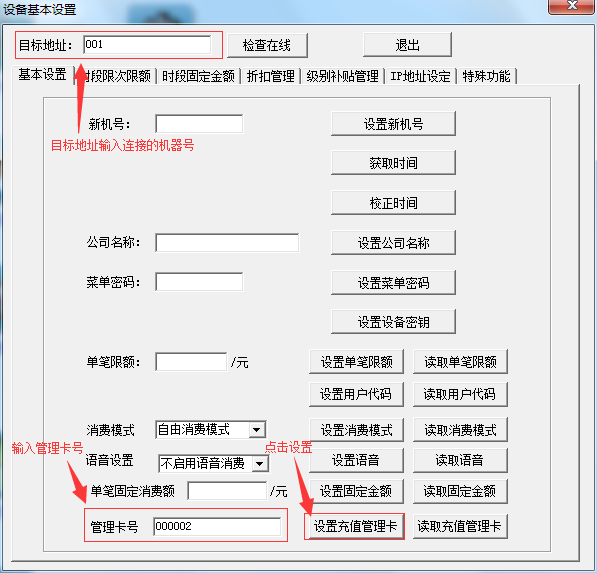 设备基本设置
目标地址: 001 检查在线 退出
基本设置 时段限次限额 时段固定金额 折扣管理 级别补贴管理 IP地址设定 特殊功能
新机号: 设置新机号
目标地址输入连接的机器号
获取时间
校正时间
公司名称: 设置公司名称
菜单密码: 设置菜单密码
设置设备密钥
单笔限额: /元 设置单笔限额 读取单笔限额
设置用户代码 读取用户代码
消费模式 自由消费模式 设置消费模式 读取消费模式
输入管理卡号 点击设置
语音设置 不启用语音消费 设置语音 读取语音
单笔固定消费额 /元 设置固定金额 读取固定金额
管理卡号 000002 设置充值管理卡 读取充值管理卡